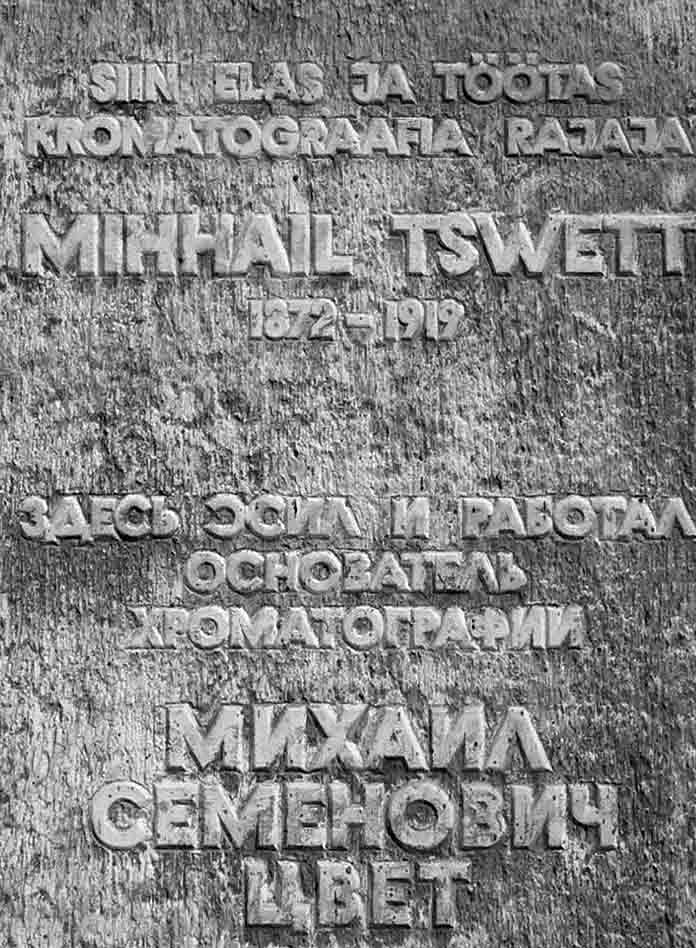 SIIN ELAS JA TÖÖTAS
KROMATOGRAAFIA RAJAJA
MIHHAIL TSWETT
1872 – 1919
ЗДЕСЬ ЖИЛ И РАБОТАЛ
ОСНОВАТЕЛЬ
ХРОМАТОГРАФИИ
МИХАИЛ
СЕМЕНОВИЧ
ЦВЕТ